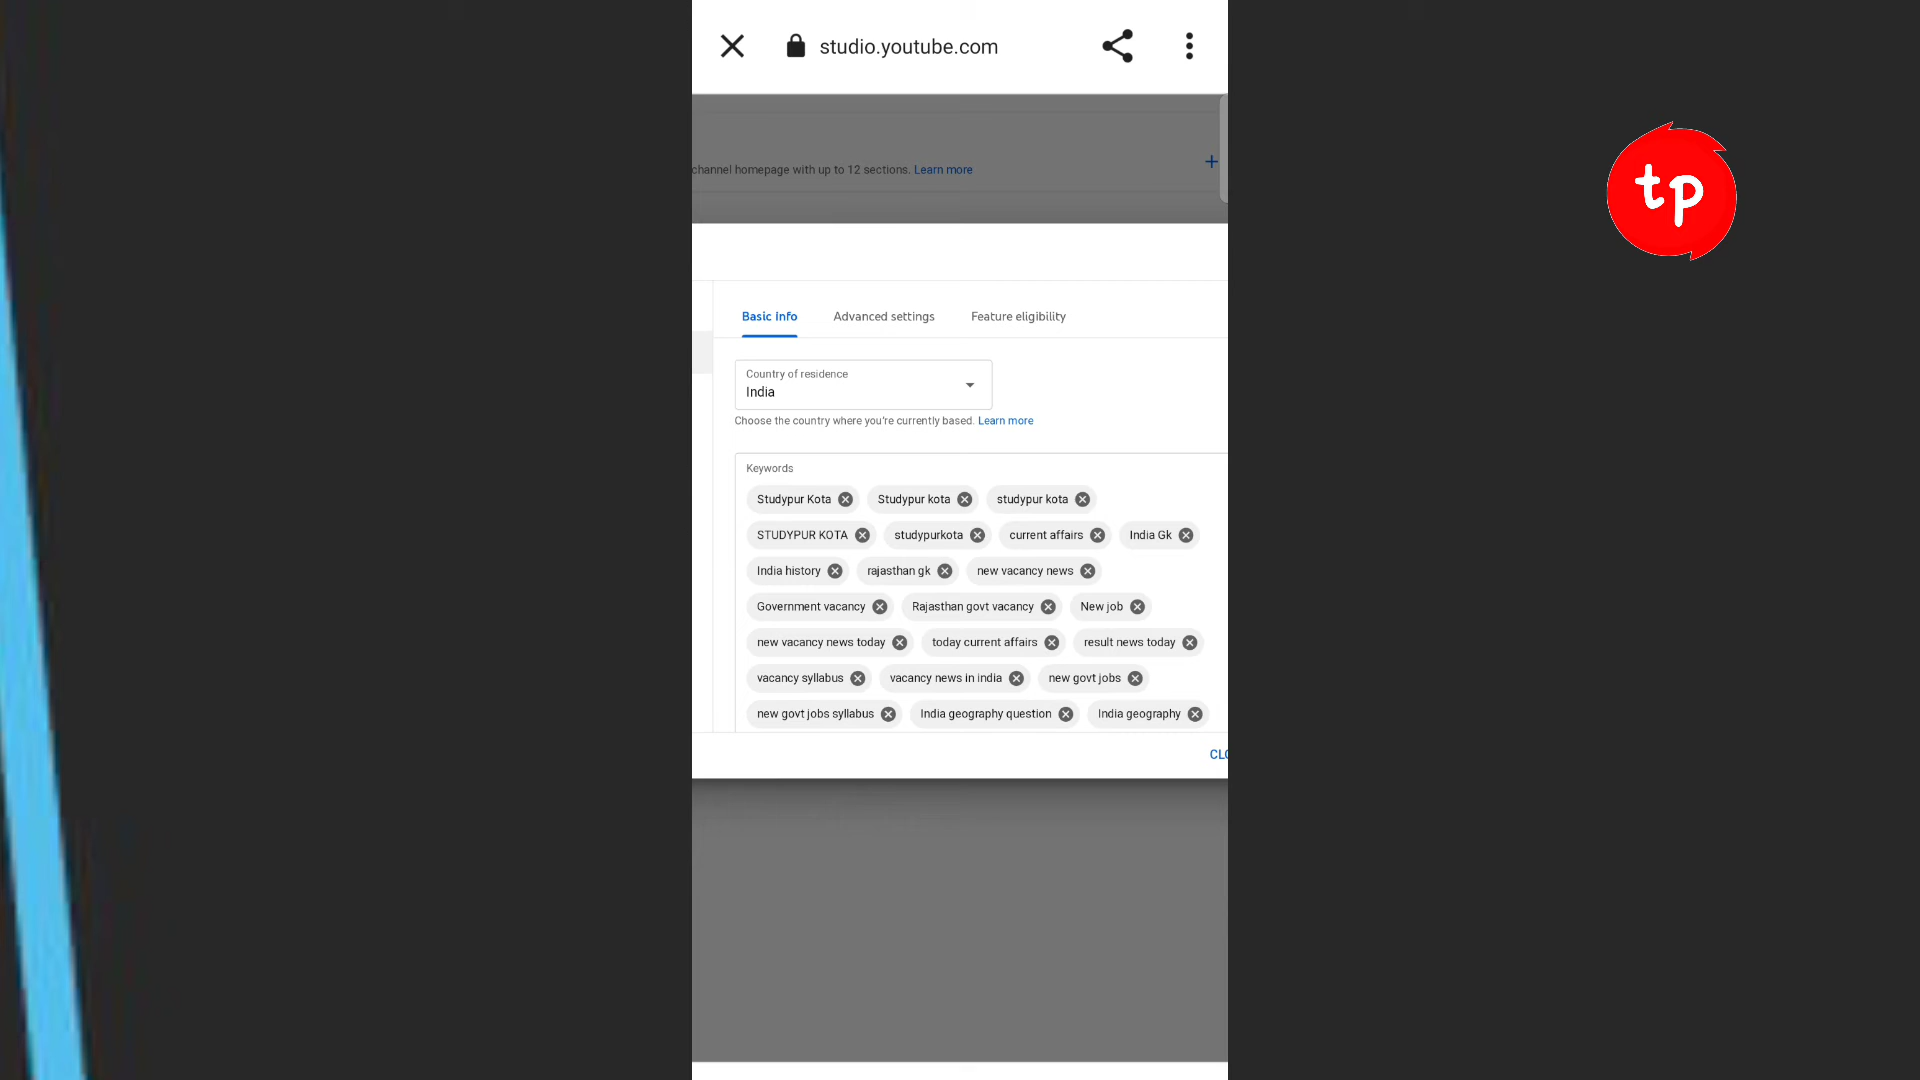 studio.youtube.com
channel homepage with up to 12 sections. Learn more
+
Basic info Advanced settings Feature eligibility
Country of residence
India
Choose the country where you're currently based. Learn more
Keywords
Studypur Kota Studypur kota studypur kota
STUDYPUR KOTA studypurkota current affairs India Gk
India history rajasthan gk new vacancy news
Government vacancy Rajasthan govt vacancy New job
new vacancy news today today current affairs result news today
vacancy syllabus vacancy news in india new govt jobs
new govt jobs syllabus India geography question India geography
CLO
tp